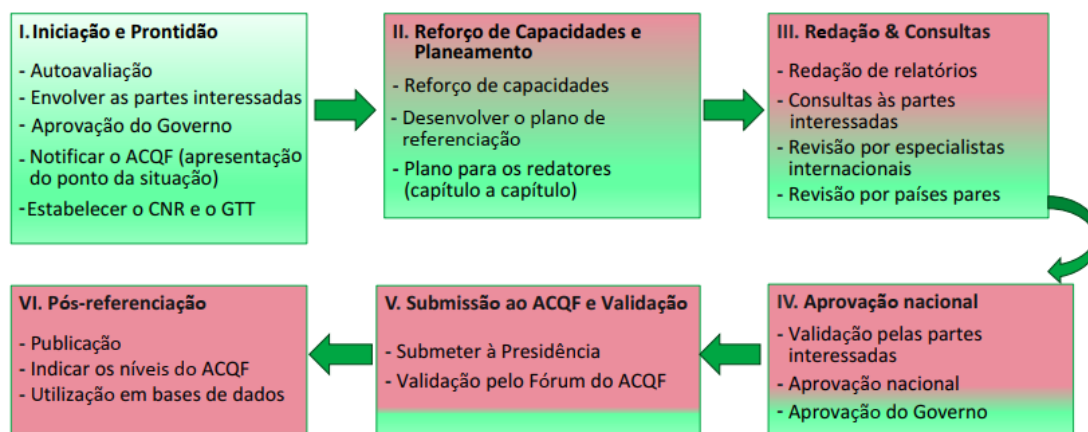 I. Iniciação e Prontidão
- Autoavaliação
- Envolver as partes interessadas
- Aprovação do Governo
- Notificar o ACQF (apresentação
do ponto da situação)
-Estabelecer o CNR e o GTT
II. Reforço de Capacidades e
Planeamento
- Reforço de capacidades
- Desenvolver o plano de
referenciação
- Plano para os redatores
(capítulo a capítulo)
III. Redação & Consultas
- Redação de relatórios
- Consultas às partes
interessadas
- Revisão por especialistas
internacionais
- Revisão por países pares
IV. Aprovação nacional
- Validação pelas partes
interessadas
- Aprovação nacional
- Aprovação do Governo
V. Submissão ao ACQF e Validação
- Submeter à Presidência
- Validação pelo Fórum do ACQF
VI. Pós-referenciação
- Publicação
- Indicar os níveis do ACQF
- Utilização em bases de dados